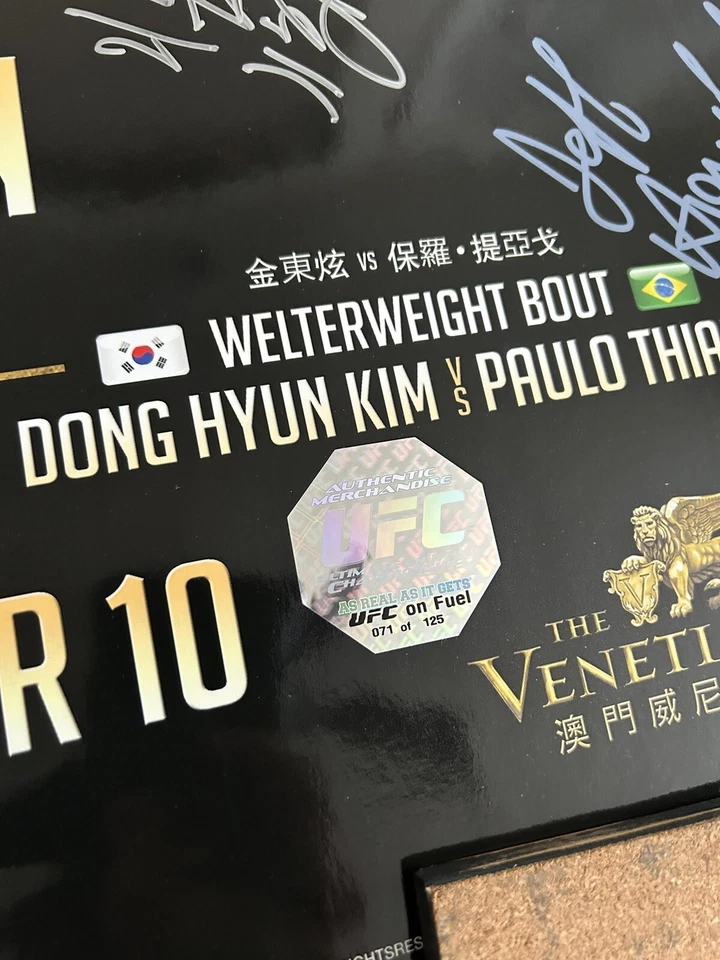 金東炫 vs 保羅·提亞戈
WELTERWEIGHT BOUT
DONG HYUN KIM VS PAULO THIA
AUTHENTIC
MERCHANDISE
UFC
AS REAL AS IT GETS
UFC on Fuel
071 of 125
R 10
V
THE
VENETI
澳門威尼
GHTSRES